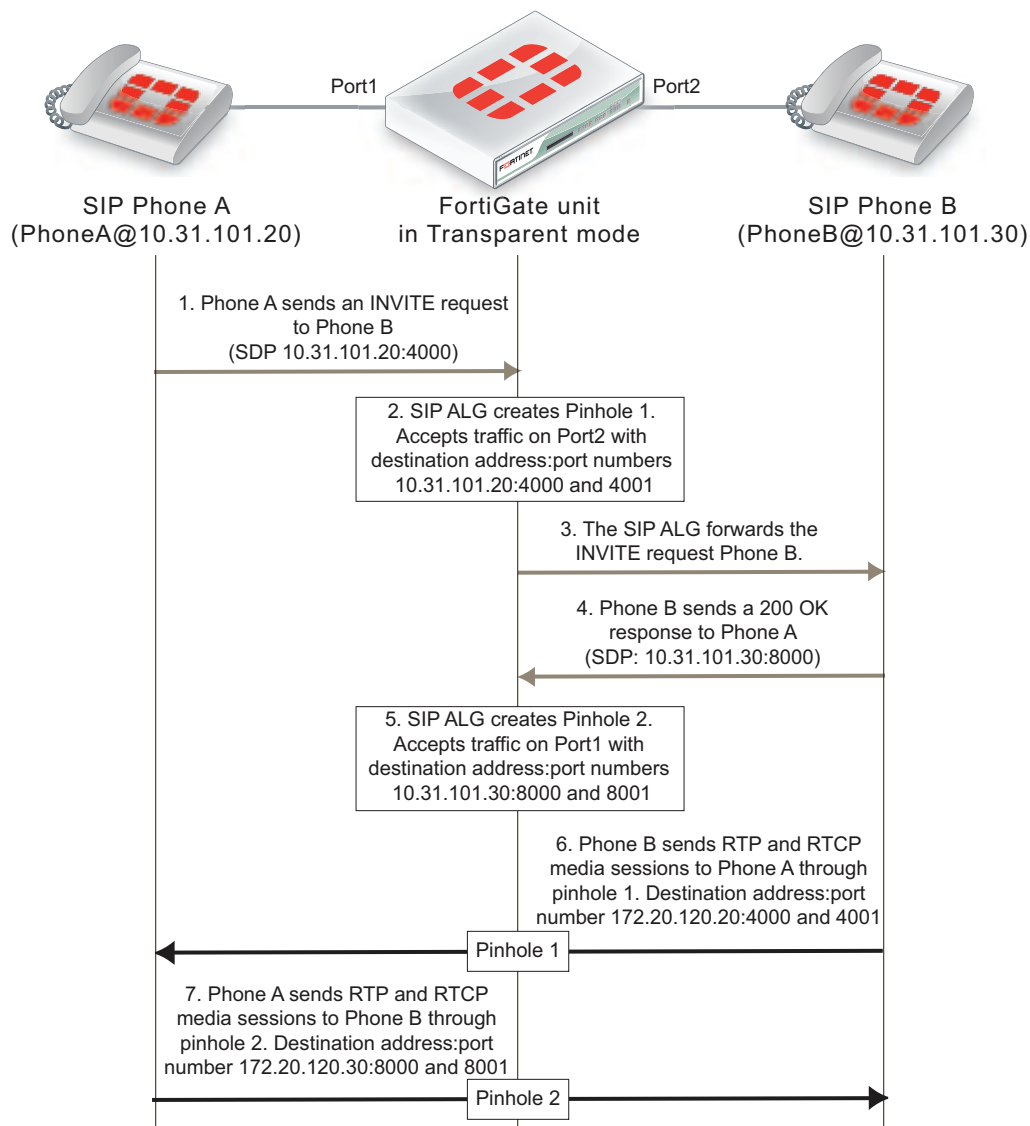 Port1
Port2
FORTINET
SIP Phone A
(PhoneA@10.31.101.20)
FortiGate unit
in Transparent mode
SIP Phone B
(PhoneB@10.31.101.30)
1. Phone A sends an INVITE request
to Phone B
(SDP 10.31.101.20:4000)
2. SIP ALG creates Pinhole 1.
Accepts traffic on Port2 with
destination address:port numbers
10.31.101.20:4000 and 4001
3. The SIP ALG forwards the
INVITE request Phone B.
4. Phone B sends a 200 OK
response to Phone A
(SDP: 10.31.101.30:8000)
5. SIP ALG creates Pinhole 2.
Accepts traffic on Port1 with
destination address:port numbers
10.31.101.30:8000 and 8001
6. Phone B sends RTP and RTCP
media sessions to Phone A through
pinhole 1. Destination address:port
number 172.20.120.20:4000 and 4001
Pinhole 1
7. Phone A sends RTP and RTCP
media sessions to Phone B through
pinhole 2. Destination address:port
number 172.20.120.30:8000 and 8001
Pinhole 2